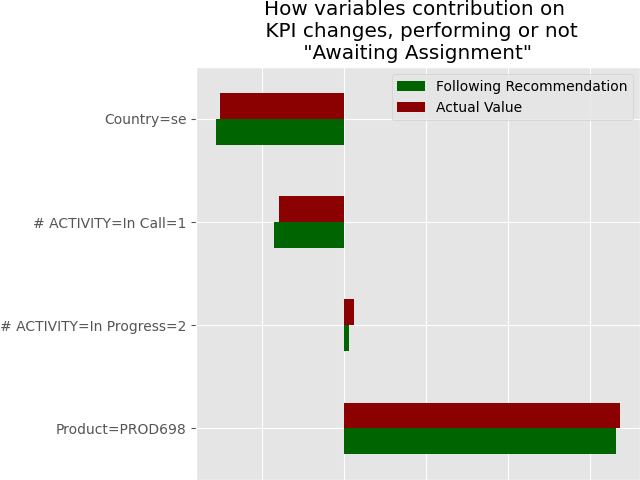 How variables contribution on
KPI changes, performing or not
"Awaiting Assignment"
Following Recommendation
Actual Value
Country=se
# ACTIVITY=In Call=1
# ACTIVITY=In Progress=2
Product=PROD698